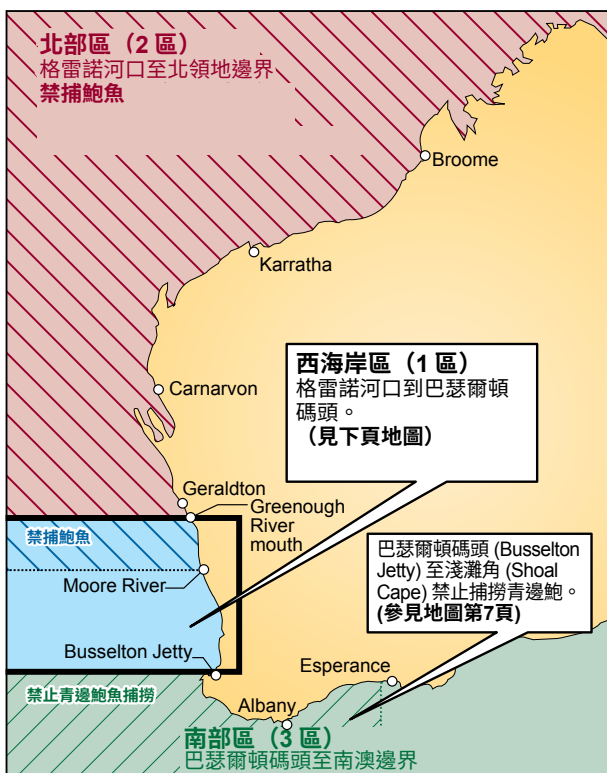 北部區（2 區）
格雷諾河口至北領地邊界
禁捕鮑魚
Broome
Karratha
西海岸區（1 區）
格雷諾河口到巴瑟爾頓
碼頭。
（見下頁地圖）
Carnarvon
Geraldton
Greenough
River
mouth
禁捕鮑魚
Moore River
巴瑟爾頓碼頭 (Busselton
Jetty) 至淺灘角 (Shoal
Cape) 禁止捕撈青邊鮑。
(參見地圖第7頁)
Busselton Jetty
Esperance
禁止青邊鮑魚捕撈
Albany
南部區（3 區）
巴瑟爾頓碼頭至南澳邊界